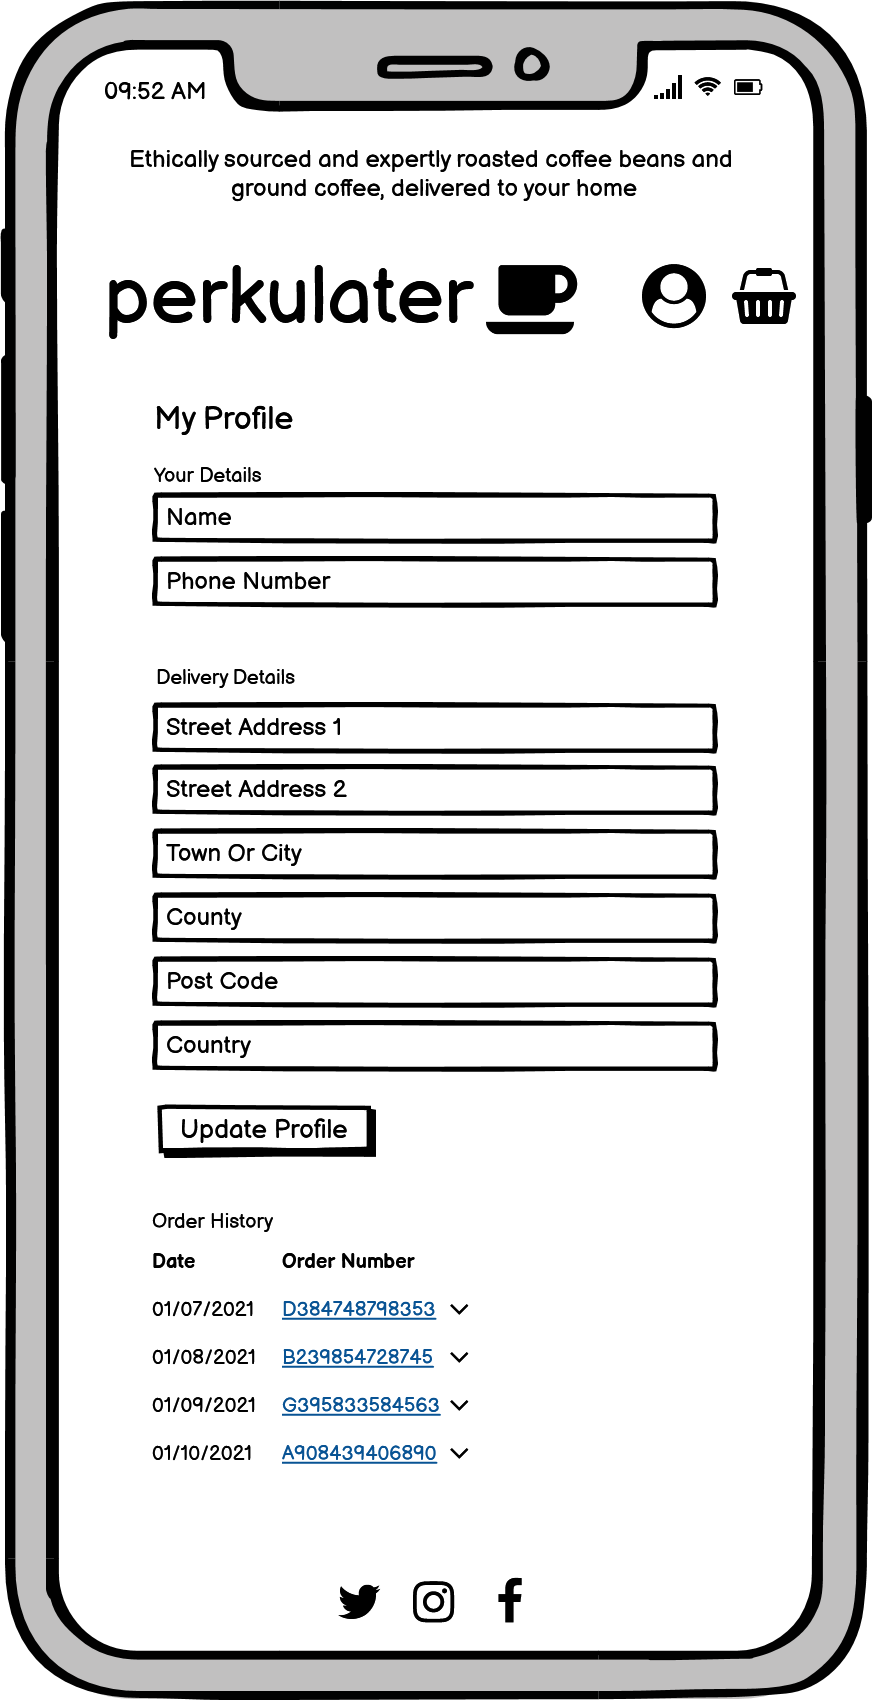 09:52 AM
Ethically sourced and expertly roasted coffee beans and
ground coffee, delivered to your home
perkulater
My Profile
Your Details
Name
Phone Number
Delivery Details
Street Address 1
Street Address 2
Town Or City
County
Post Code
Country
Update Profile
Order History
Date Order Number
01/07/2021 D384748798353
01/08/2021 B239854728745
01/09/2021 G395833584563
01/10/2021 A908439406890